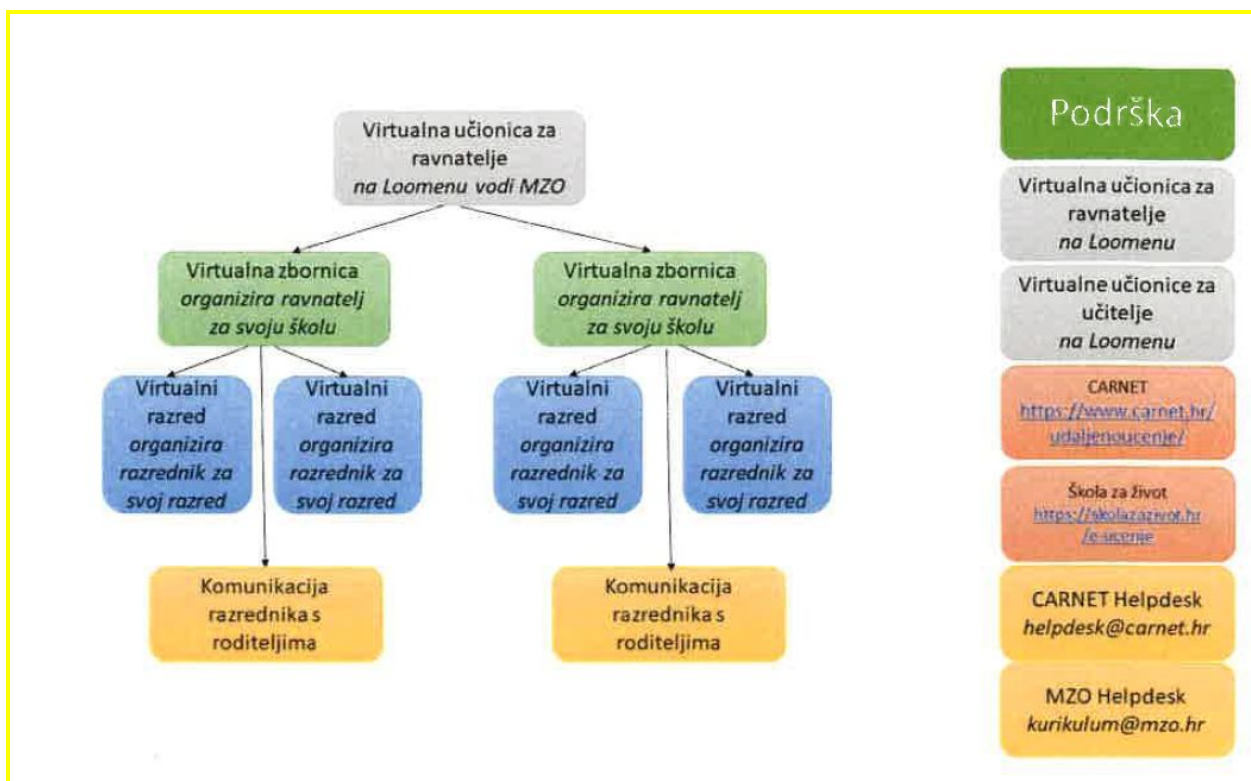 Virtualna učionica za
ravnatelje
na Loomenu vodi MZO
Virtualna zbornica
organizira ravnatelj
za svoju školu
Virtualna zbornica
organizira ravnatelj
za svoju školu
Virtualni
razred
organizira
razrednik za
svoj razred
Virtualni
razred
organizira
razrednik za
svoj razred
Virtualni
razred
organizira
razrednik za
svoj razred
Virtualni
razred
organizira
razrednik za
svoj razred
Komunikacija
razrednika s
roditeljima
Komunikacija
razrednika s
roditeljima
Podrška
Virtualna učionica za
ravnatelje
na Loomenu
Virtualne učionice za
učitelje
na Loomenu
CARNET
https://www.carnet.hr/
udaljenoucenje/
Škola za život
https://skolazazivot.hr
/e-ucenje
CARNET Helpdesk
helpdesk@carnet.hr
MZO Helpdesk
kurikulum@mzo.hr